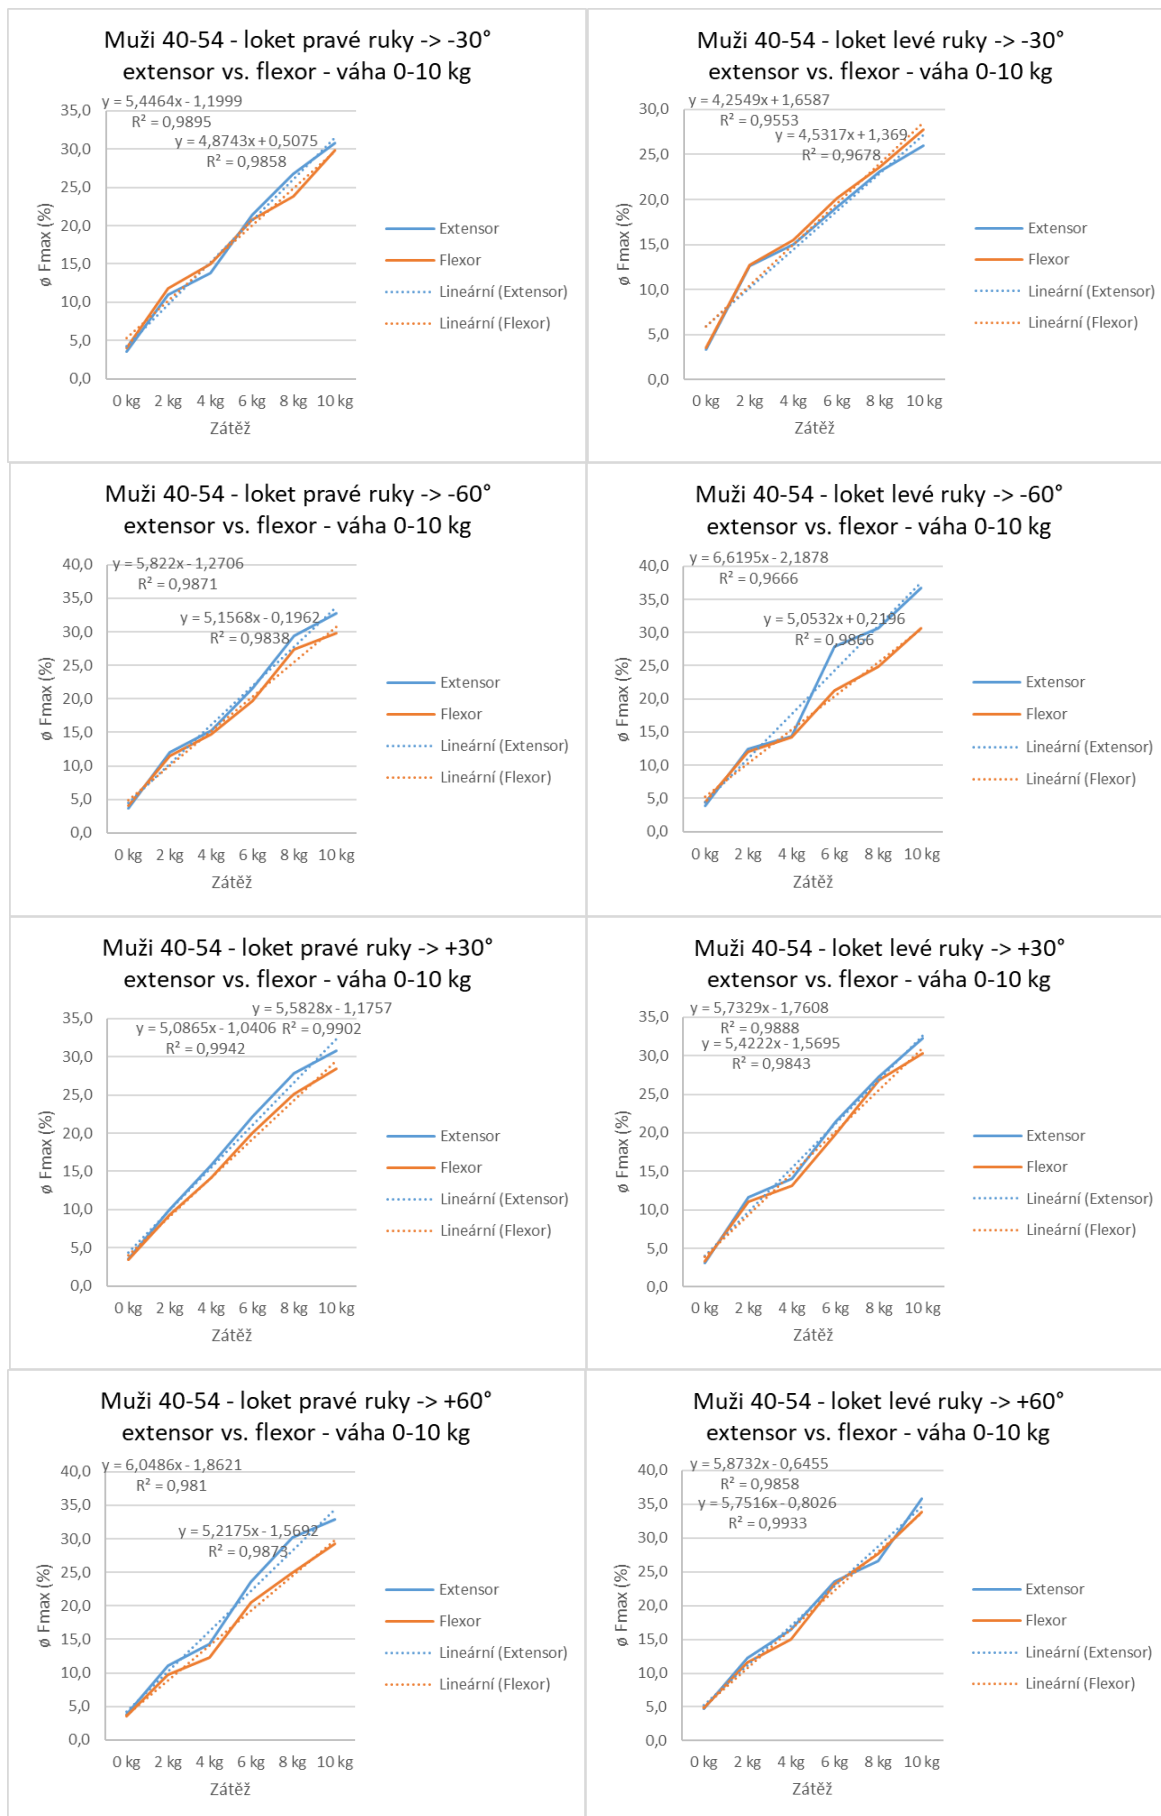 Muži 40-54 - loket pravé ruky -> -30°
extensor vs. flexor - váha 0-10 kg
y = 5,4464x - 1,1999
R² = 0,9895
y = 4,8743x + 0,5075
R² = 0,9858
35,0
30,0
25,0
20,0
15,0
10,0
5,0
0,0
ø Fmax (%)
0 kg 2 kg 4 kg 6 kg 8 kg 10 kg
Zátěž
Extensor
Flexor
Lineární (Extensor)
Lineární (Flexor)
Muži 40-54 - loket levé ruky -> -30°
extensor vs. flexor - váha 0-10 kg
y = 4,2549x + 1,6587
R² = 0,9553
y = 4,5317x + 1,369
R² = 0,9678
30,0
25,0
20,0
15,0
10,0
5,0
0,0
ø Fmax (%)
0 kg 2 kg 4 kg 6 kg 8 kg 10 kg
Zátěž
Extensor
Flexor
Lineární (Extensor)
Lineární (Flexor)
Muži 40-54 - loket pravé ruky -> -60°
extensor vs. flexor - váha 0-10 kg
y = 5,822x - 1,2706
R² = 0,9871
y = 5,1568x - 0,1962
R² = 0,9838
40,0
35,0
30,0
25,0
20,0
15,0
10,0
5,0
0,0
ø Fmax (%)
0 kg 2 kg 4 kg 6 kg 8 kg 10 kg
Zátěž
Extensor
Flexor
Lineární (Extensor)
Lineární (Flexor)
Muži 40-54 - loket levé ruky -> -60°
extensor vs. flexor - váha 0-10 kg
y = 6,6195x - 2,1878
R² = 0,9666
y = 5,0532x + 0,2196
R² = 0,9866
40,0
35,0
30,0
25,0
20,0
15,0
10,0
5,0
0,0
ø Fmax (%)
0 kg 2 kg 4 kg 6 kg 8 kg 10 kg
Zátěž
Extensor
Flexor
Lineární (Extensor)
Lineární (Flexor)
Muži 40-54 - loket pravé ruky -> +30°
extensor vs. flexor - váha 0-10 kg
y = 5,5828x - 1,1757
R² = 0,9902
y = 5,0865x - 1,0406
R² = 0,9942
35,0
30,0
25,0
20,0
15,0
10,0
5,0
0,0
ø Fmax (%)
0 kg 2 kg 4 kg 6 kg 8 kg 10 kg
Zátěž
Extensor
Flexor
Lineární (Extensor)
Lineární (Flexor)
Muži 40-54 - loket levé ruky -> +30°
extensor vs. flexor - váha 0-10 kg
y = 5,7329x - 1,7608
R² = 0,9888
y = 5,4222x - 1,5695
R² = 0,9843
35,0
30,0
25,0
20,0
15,0
10,0
5,0
0,0
ø Fmax (%)
0 kg 2 kg 4 kg 6 kg 8 kg 10 kg
Zátěž
Extensor
Flexor
Lineární (Extensor)
Lineární (Flexor)
Muži 40-54 - loket pravé ruky -> +60°
extensor vs. flexor - váha 0-10 kg
y = 6,0486x - 1,8621
R² = 0,981
y = 5,2175x - 1,5692
R² = 0,9873
40,0
35,0
30,0
25,0
20,0
15,0
10,0
5,0
0,0
ø Fmax (%)
0 kg 2 kg 4 kg 6 kg 8 kg 10 kg
Zátěž
Extensor
Flexor
Lineární (Extensor)
Lineární (Flexor)
Muži 40-54 - loket levé ruky -> +60°
extensor vs. flexor - váha 0-10 kg
y = 5,8732x - 0,6455
R² = 0,9858
y = 5,7516x - 0,8026
R² = 0,9933
40,0
35,0
30,0
25,0
20,0
15,0
10,0
5,0
0,0
ø Fmax (%)
0 kg 2 kg 4 kg 6 kg 8 kg 10 kg
Zátěž
Extensor
Flexor
Lineární (Extensor)
Lineární (Flexor)